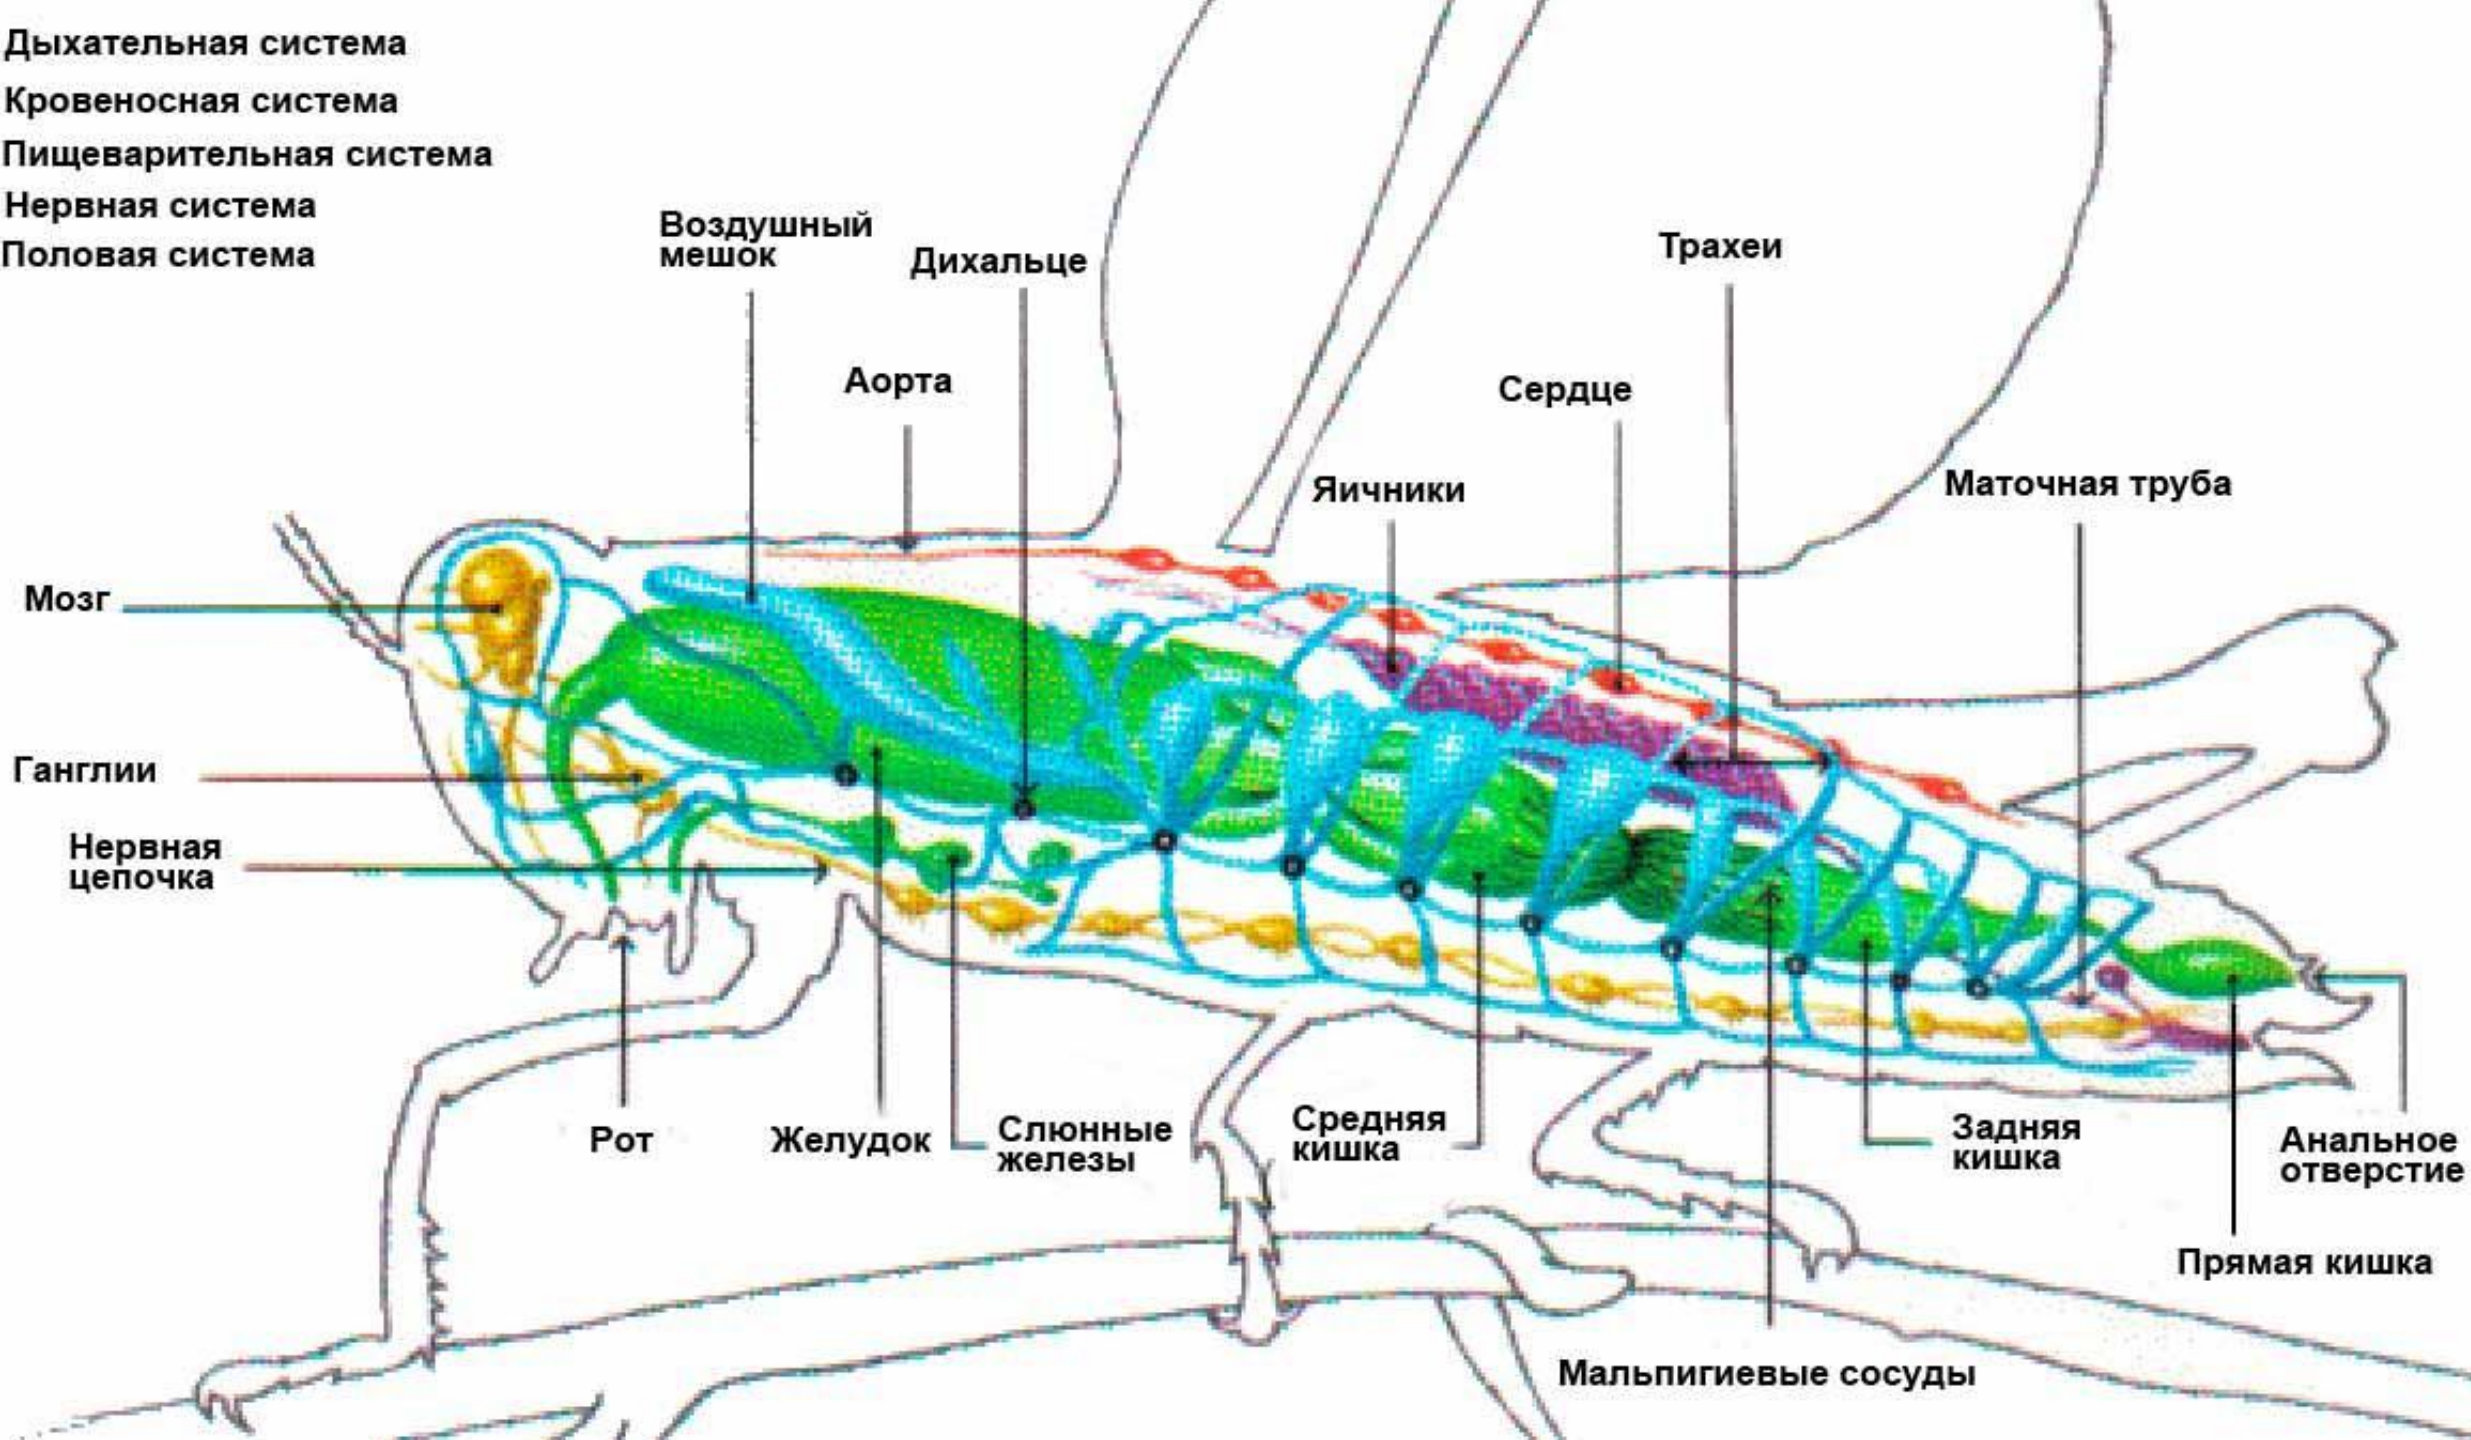 Дыхательная система
Кровеносная система
Пищеварительная система
Нервная система
Половая система
Воздушный
мешок
Дихальце
Трахеи
Аорта
Сердце
Яичники
Маточная труба
Мозг
Ганглии
Нервная
цепочка
Рот
Желудок
Слюнные
железы
Средняя
кишка
Задняя
кишка
Анальное
отверстие
Прямая кишка
Мальпигиевые сосуды